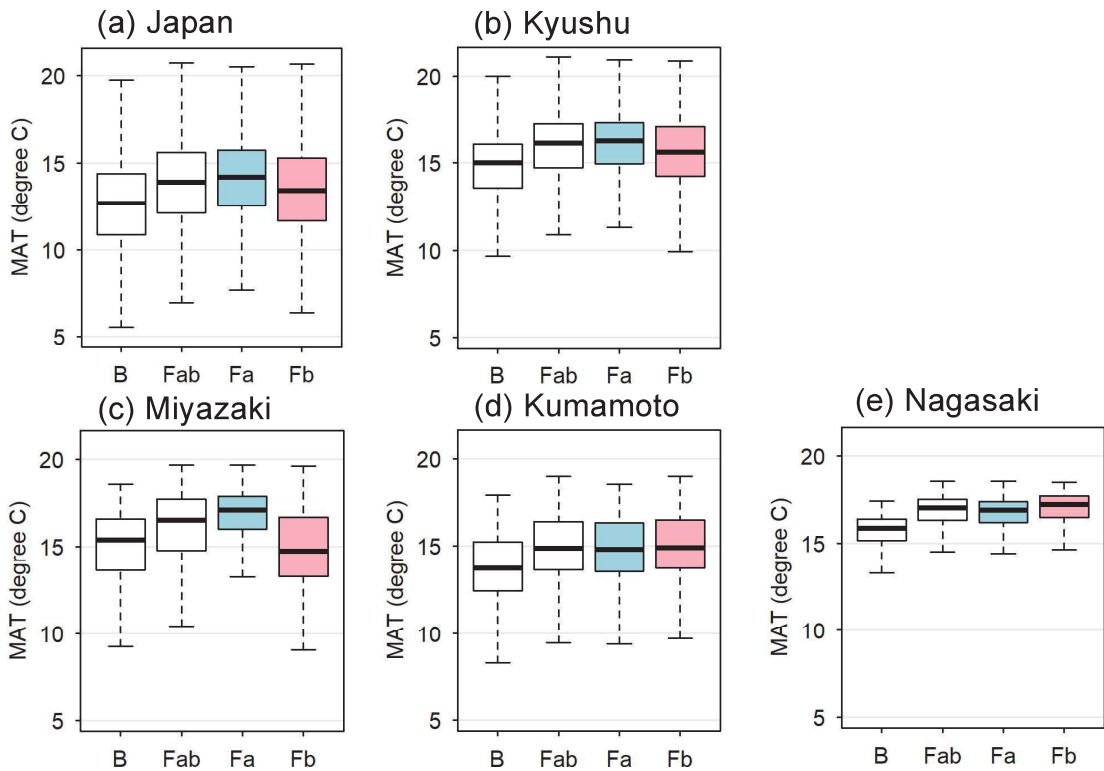 (a) Japan
MAT (degree C)
20
15
10
5
B Fab Fa Fb
(b) Kyushu
MAT (degree C)
20
15
10
5
B Fab Fa Fb
(c) Miyazaki
MAT (degree C)
20
15
10
5
B Fab Fa Fb
(d) Kumamoto
MAT (degree C)
20
15
10
5
B Fab Fa Fb
(e) Nagasaki
MAT (degree C)
20
15
10
5
B Fab Fa Fb